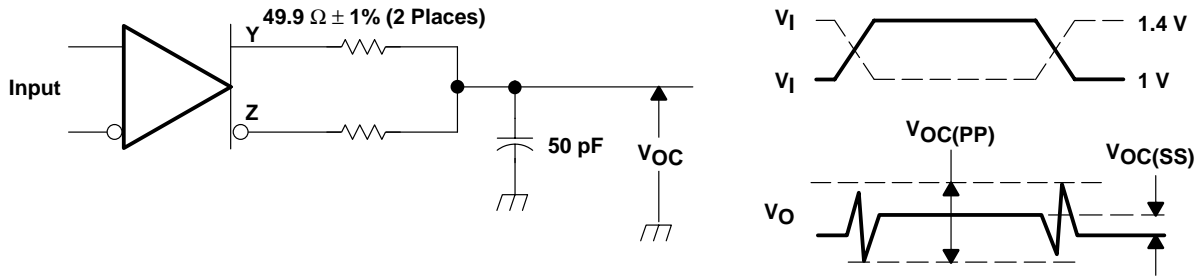 49.9 Ω ± 1% (2 Places)
Y
Input
Z
50 pF
VOC
VI
1.4 V
VI
1 V
VOC(PP)
VOC(SS)
VO